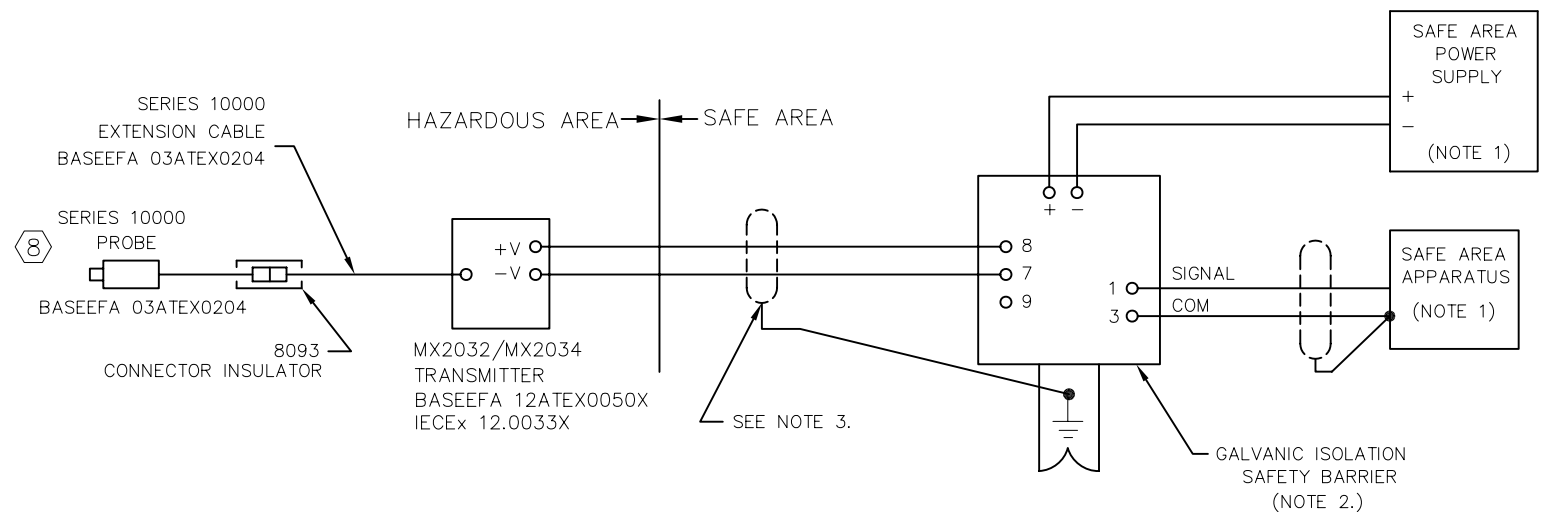 SERIES 10000
EXTENSION CABLE
BASEEFA 03ATEX0204
HAZARDOUS AREA
SAFE AREA
SAFE AREA
POWER
SUPPLY
+
−
(NOTE 1)
8
SERIES 10000
PROBE
BASEEFA 03ATEX0204
8093
CONNECTOR INSULATOR
+V
−V
MX2032/MX2034
TRANSMITTER
BASEEFA 12ATEX0050X
IECEx 12.0033X
SEE NOTE 3.
+ −
8
7
9
1
3
SIGNAL
COM
SAFE AREA
APPARATUS
(NOTE 1)
GALVANIC ISOLATION
SAFETY BARRIER
(NOTE 2.)